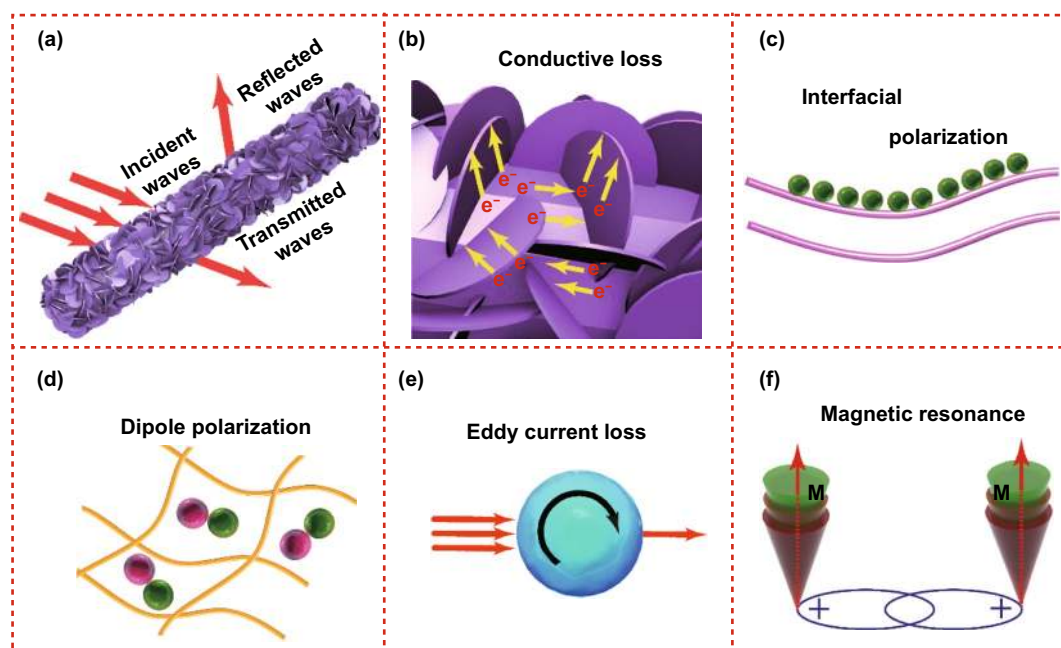 (a)
Reflected
waves
Incident
waves
Transmitted
waves
(b)
Conductive loss
e⁻
e⁻
e⁻
e⁻
e⁻
e⁻
e
e⁻
e⁻
(c)
Interfacial
polarization
(d)
Dipole polarization
(e)
Eddy current loss
(f)
Magnetic resonance
M
M
+
+